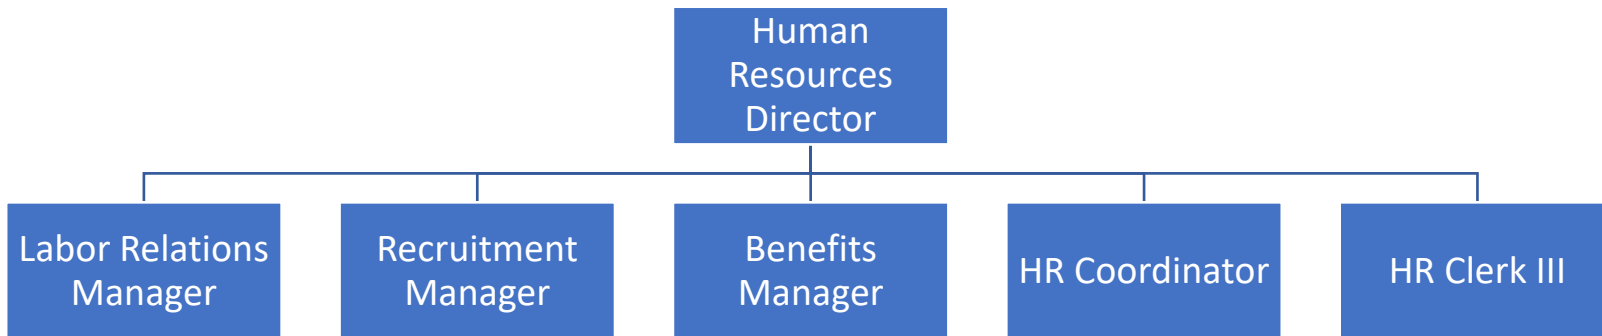 Human
Resources
Director
Labor Relations
Manager
Recruitment
Manager
Benefits
Manager
HR Coordinator
HR Clerk III